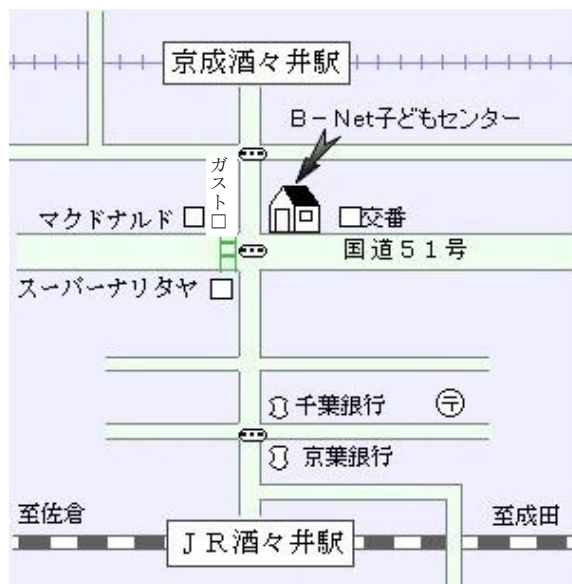 京成酒々井駅
B-Net子どもセンター
ガスト
マクドナルド
交番
国道51号
スーパーナリタヤ
千葉銀行
〒
京葉銀行
至佐倉
至成田
JR酒々井駅